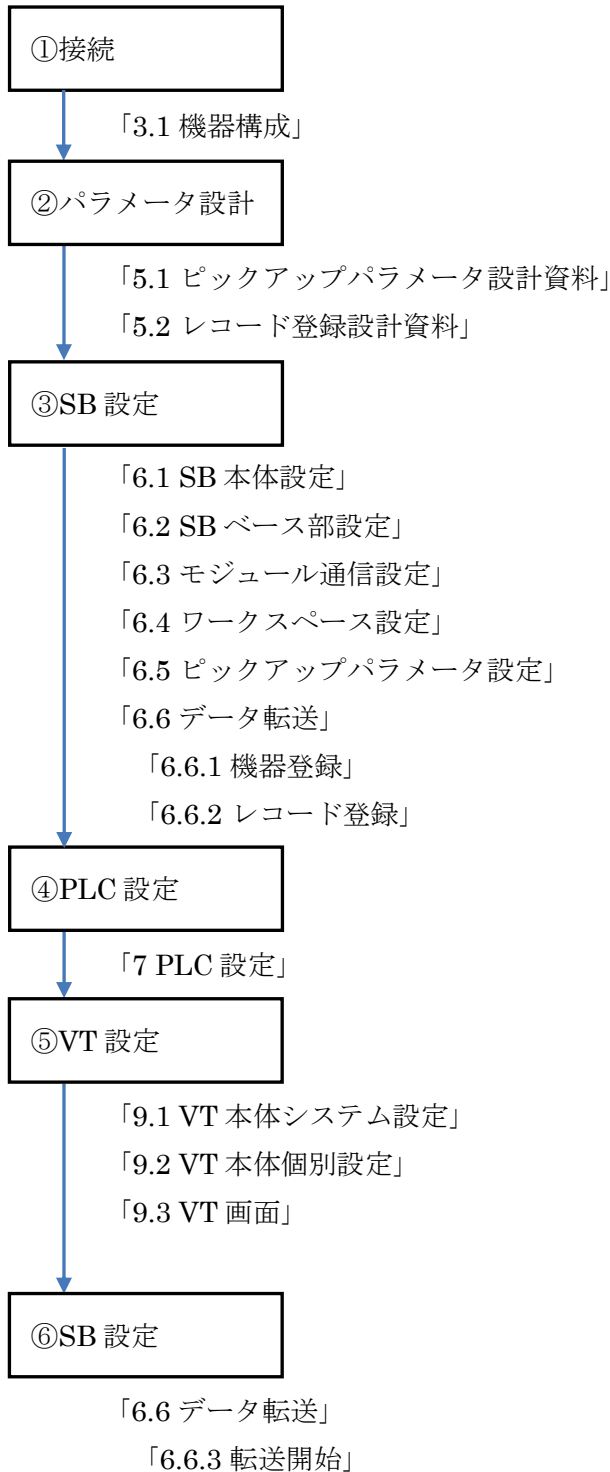 ①接続
「3.1 機器構成」
②パラメータ設計
「5.1 ピックアップパラメータ設計資料」
「5.2 レコード登録設計資料」
③SB 設定
「6.1 SB 本体設定」
「6.2 SB ベース部設定」
「6.3 モジュール通信設定」
「6.4 ワークスペース設定」
「6.5 ピックアップパラメータ設定」
「6.6 データ転送」
「6.6.1 機器登録」
「6.6.2 レコード登録」
④PLC 設定
「7 PLC 設定」
⑤VT 設定
「9.1 VT 本体システム設定」
「9.2 VT 本体個別設定」
「9.3 VT 画面」
⑥SB 設定
「6.6 データ転送」
「6.6.3 転送開始」